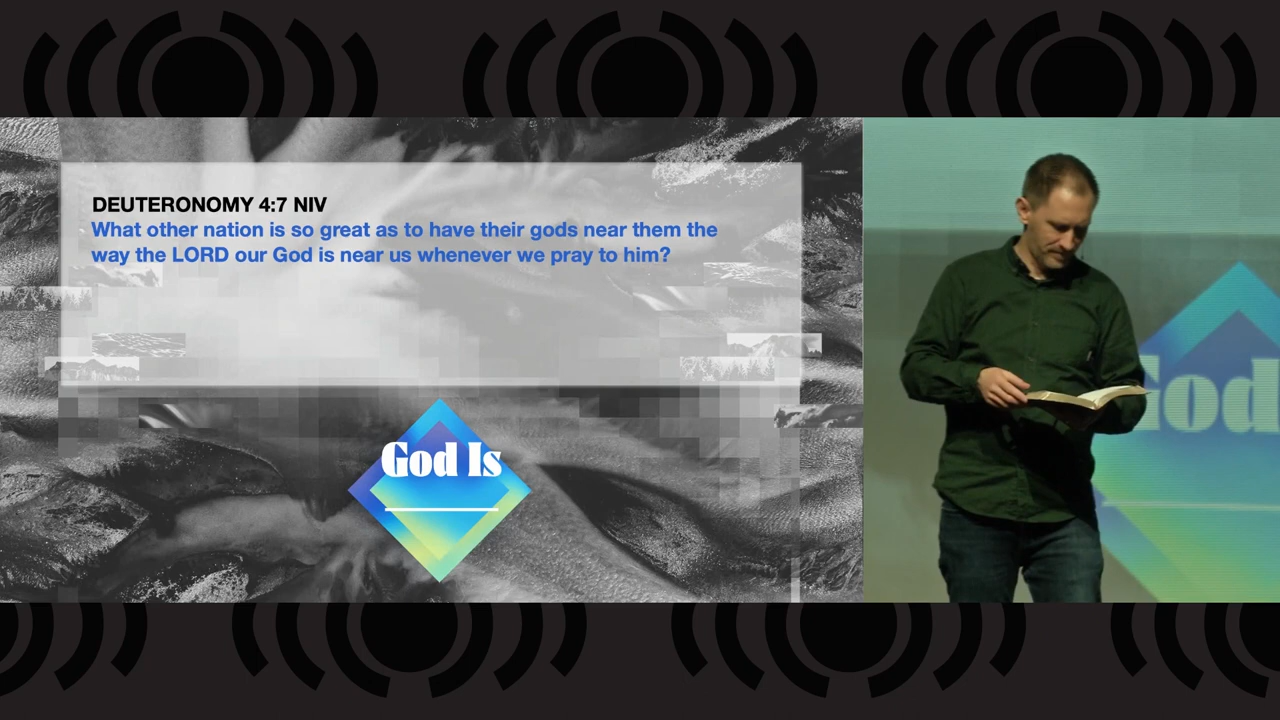 DEUTERONOMY 4:7 NIV
What other nation is so great as to have their gods near them the
way the LORD our God is near us whenever we pray to him?
God Is
God